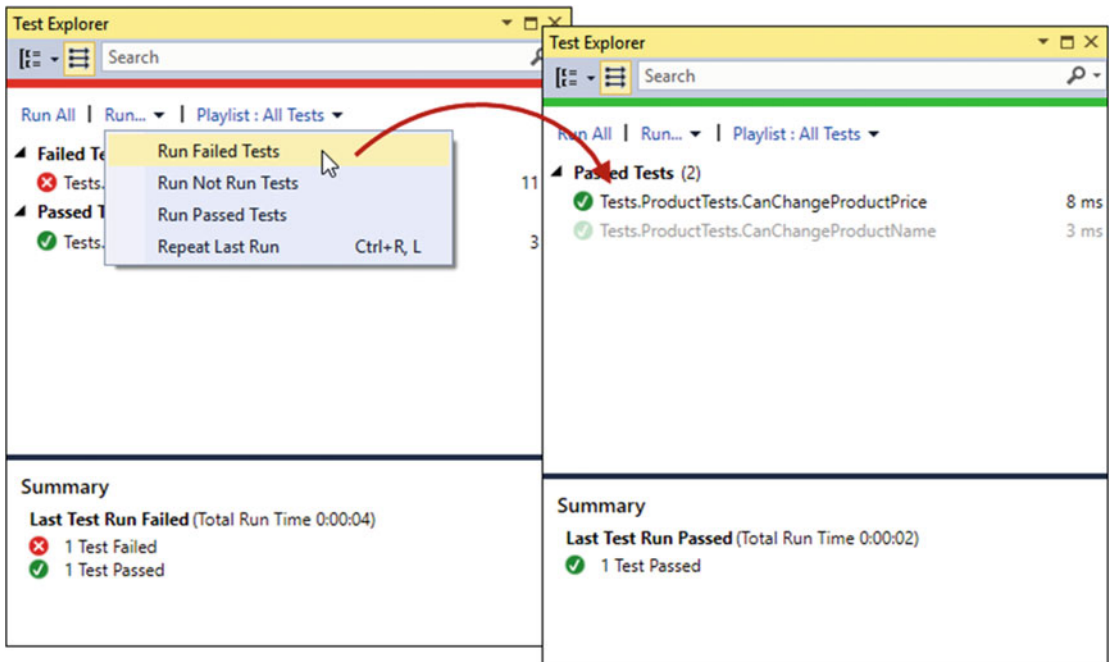 Test Explorer
Search
Run All | Run... | Playlist : All Tests
Failed
Run Failed Tests
Tests.
11
Run Not Run Tests
Passed
Run Passed Tests
Tests.
3
Repeat Last Run Ctrl+R, L
Summary
Last Test Run Failed (Total Run Time 0:00:04)
1 Test Failed
1 Test Passed
Test Explorer
Search
Run All | Run... | Playlist : All Tests
Passed Tests (2)
Tests.ProductTests.CanChangeProductPrice 8 ms
Tests.ProductTests.CanChangeProductName 3 ms
Summary
Last Test Run Passed (Total Run Time 0:00:02)
1 Test Passed